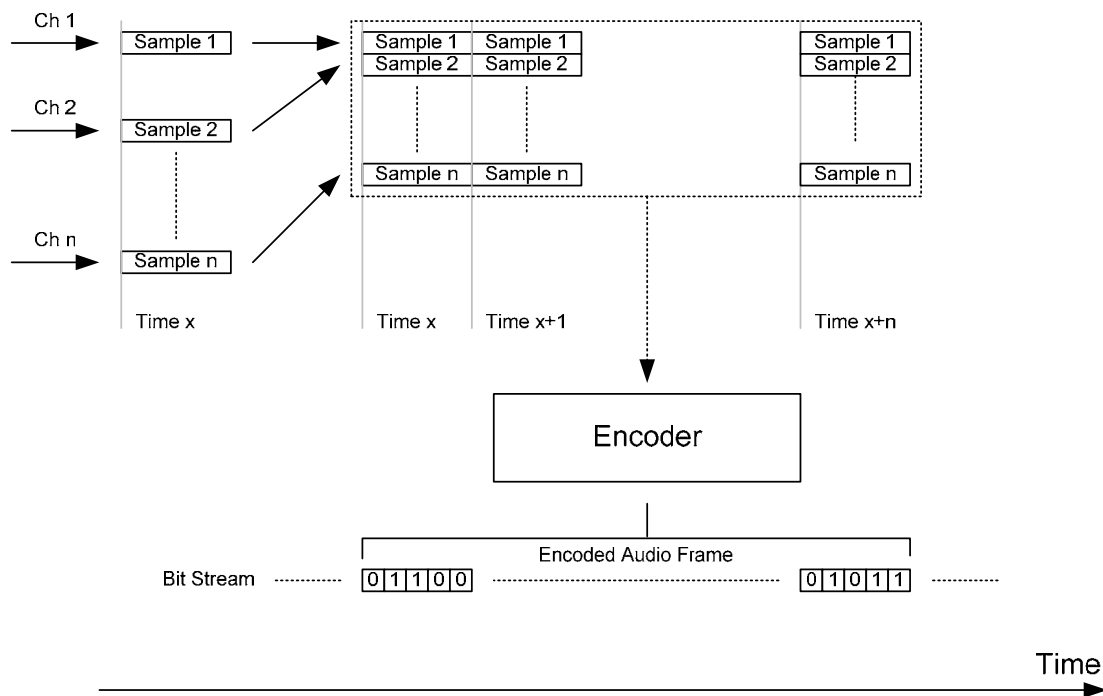 Ch 1
Sample 1
Sample 1 Sample 1 Sample 1
Sample 2 Sample 2 Sample 2
Ch 2
Sample 2
Sample n Sample n Sample n
Ch n
Sample n
Time x Time x Time x+1 Time x+n
Encoder
Encoded Audio Frame
Bit Stream 0 1 1 0 0 0 1 0 1 1
Time